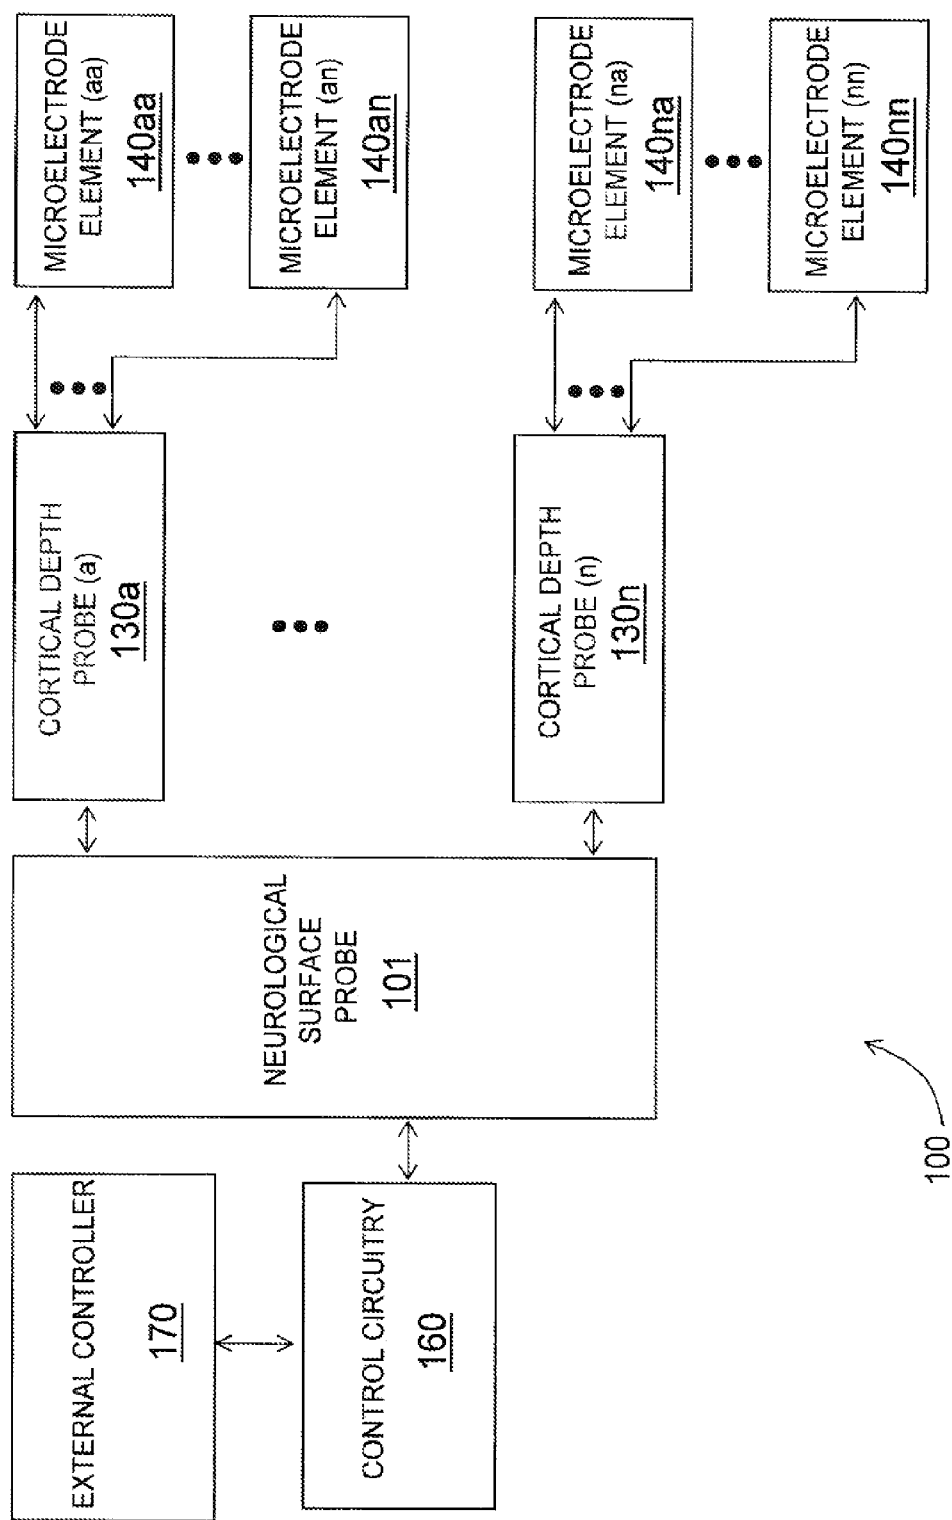 EXTERNAL CONTROLLER
170
CONTROL CIRCUITRY
160
NEUROLOGICAL
SURFACE
PROBE
101
CORTICAL DEPTH
PROBE (a)
130a
CORTICAL DEPTH
PROBE (n)
130n
MICROELECTRODE
ELEMENT (aa)
140aa
MICROELECTRODE
ELEMENT (an)
140an
MICROELECTRODE
ELEMENT (na)
140na
MICROELECTRODE
ELEMENT (nn)
140nn
100